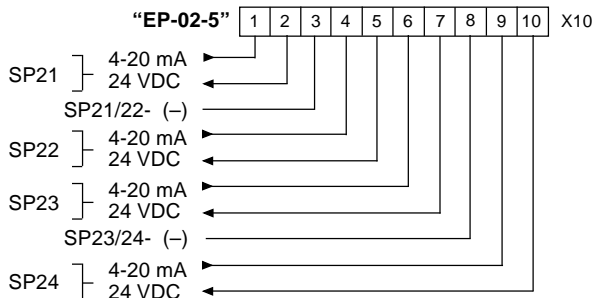 "EP-02-5" 1 2 3 4 5 6 7 8 9 10 X10
4-20 mA
SP21
24 VDC
SP21/22- (–)
4-20 mA
SP22
24 VDC
4-20 mA
SP23
24 VDC
SP23/24- (–)
4-20 mA
SP24
24 VDC